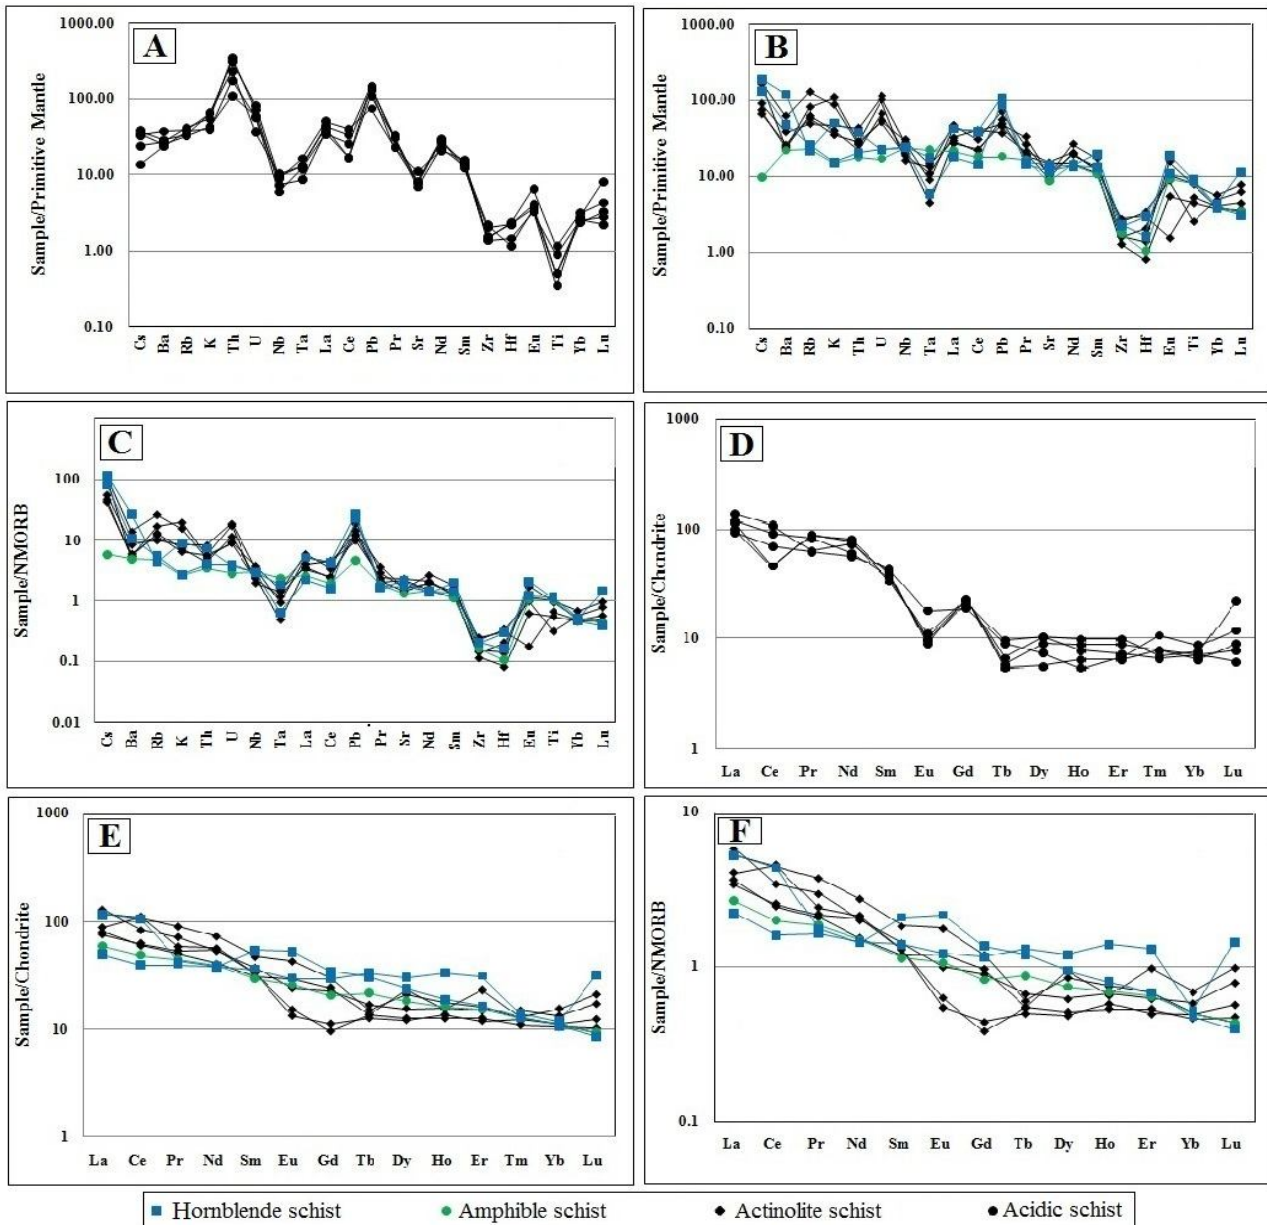 A
Sample/Primitive Mantle
1000.00
100.00
10.00
1.00
0.10
Cs Ba Rb K Th U Nb Ta La Ce Pb Pr Sr Nd Sm Zr Hf Eu Ti Yb Lu
B
Sample/Primitive Mantle
1000.00
100.00
10.00
1.00
0.10
Cs Ba Rb K Th U Nb Ta La Ce Pb Pr Sr Nd Sm Zr Hf Eu Ti Yb Lu
C
Sample/NMORB
100
10
1
0.1
0.01
Cs Ba Rb K Th U Nb Ta La Ce Pb Pr Sr Nd Sm Zr Hf Eu Ti Yb Lu
D
Sample/Chondrite
1000
100
10
1
La Ce Pr Nd Sm Eu Gd Tb Dy Ho Er Tm Yb Lu
E
Sample/Chondrite
1000
100
10
1
La Ce Pr Nd Sm Eu Gd Tb Dy Ho Er Tm Yb Lu
F
Sample/NMORB
10
1
0.1
La Ce Pr Nd Sm Eu Gd Tb Dy Ho Er Yb Lu
Hornblende schist Amphible schist Actinolite schist Acidic schist